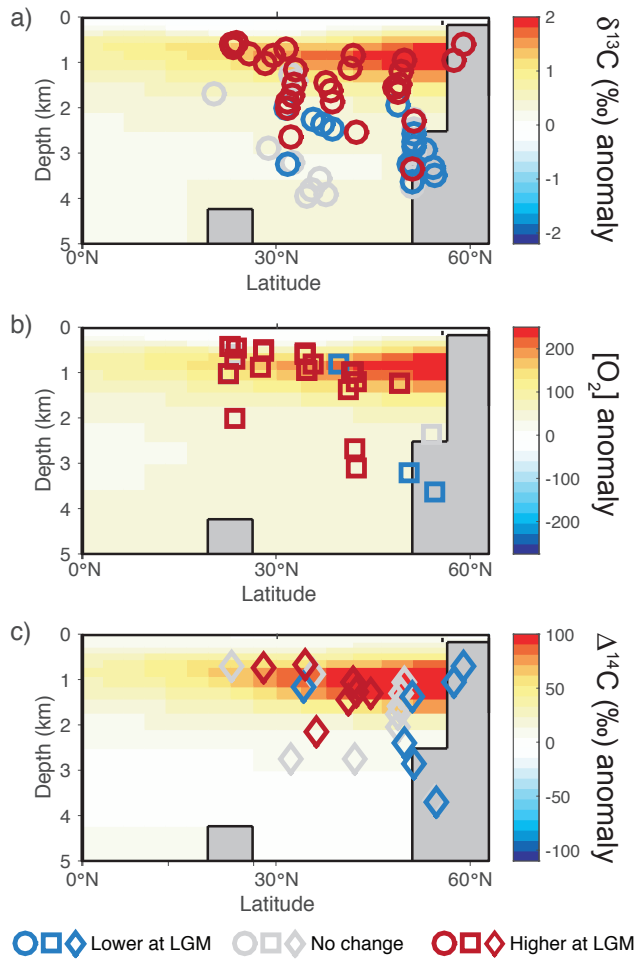 a)
0
1
2
3
4
5
Depth (km)
0°N
30°N
60°N
Latitude
2
1
0
-1
-2
δ¹³C (‰) anomaly
b)
0
1
2
3
4
5
Depth (km)
0°N
30°N
60°N
Latitude
200
100
0
-100
-200
[O₂] anomaly
c)
0
1
2
3
4
5
Depth (km)
0°N
30°N
60°N
Latitude
100
50
0
-50
-100
Δ¹⁴C (‰) anomaly
Lower at LGM No change Higher at LGM